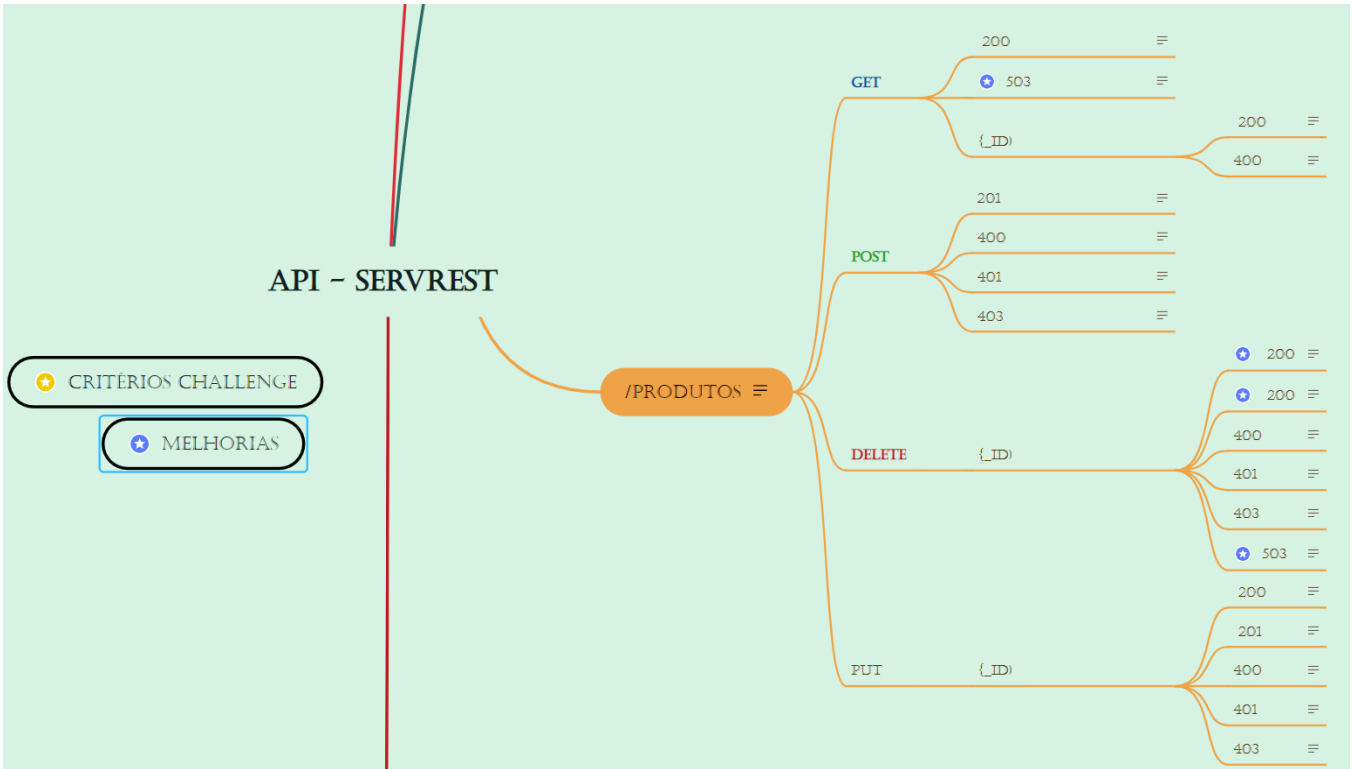 API – SERVREST
CRITÉRIOS CHALLENGE
MELHORIAS
/PRODUTOS
GET
200
503
{_ID)
200
400
POST
201
400
401
403
DELETE
{_ID)
200
200
400
401
403
503
PUT
{_ID)
200
201
400
401
403